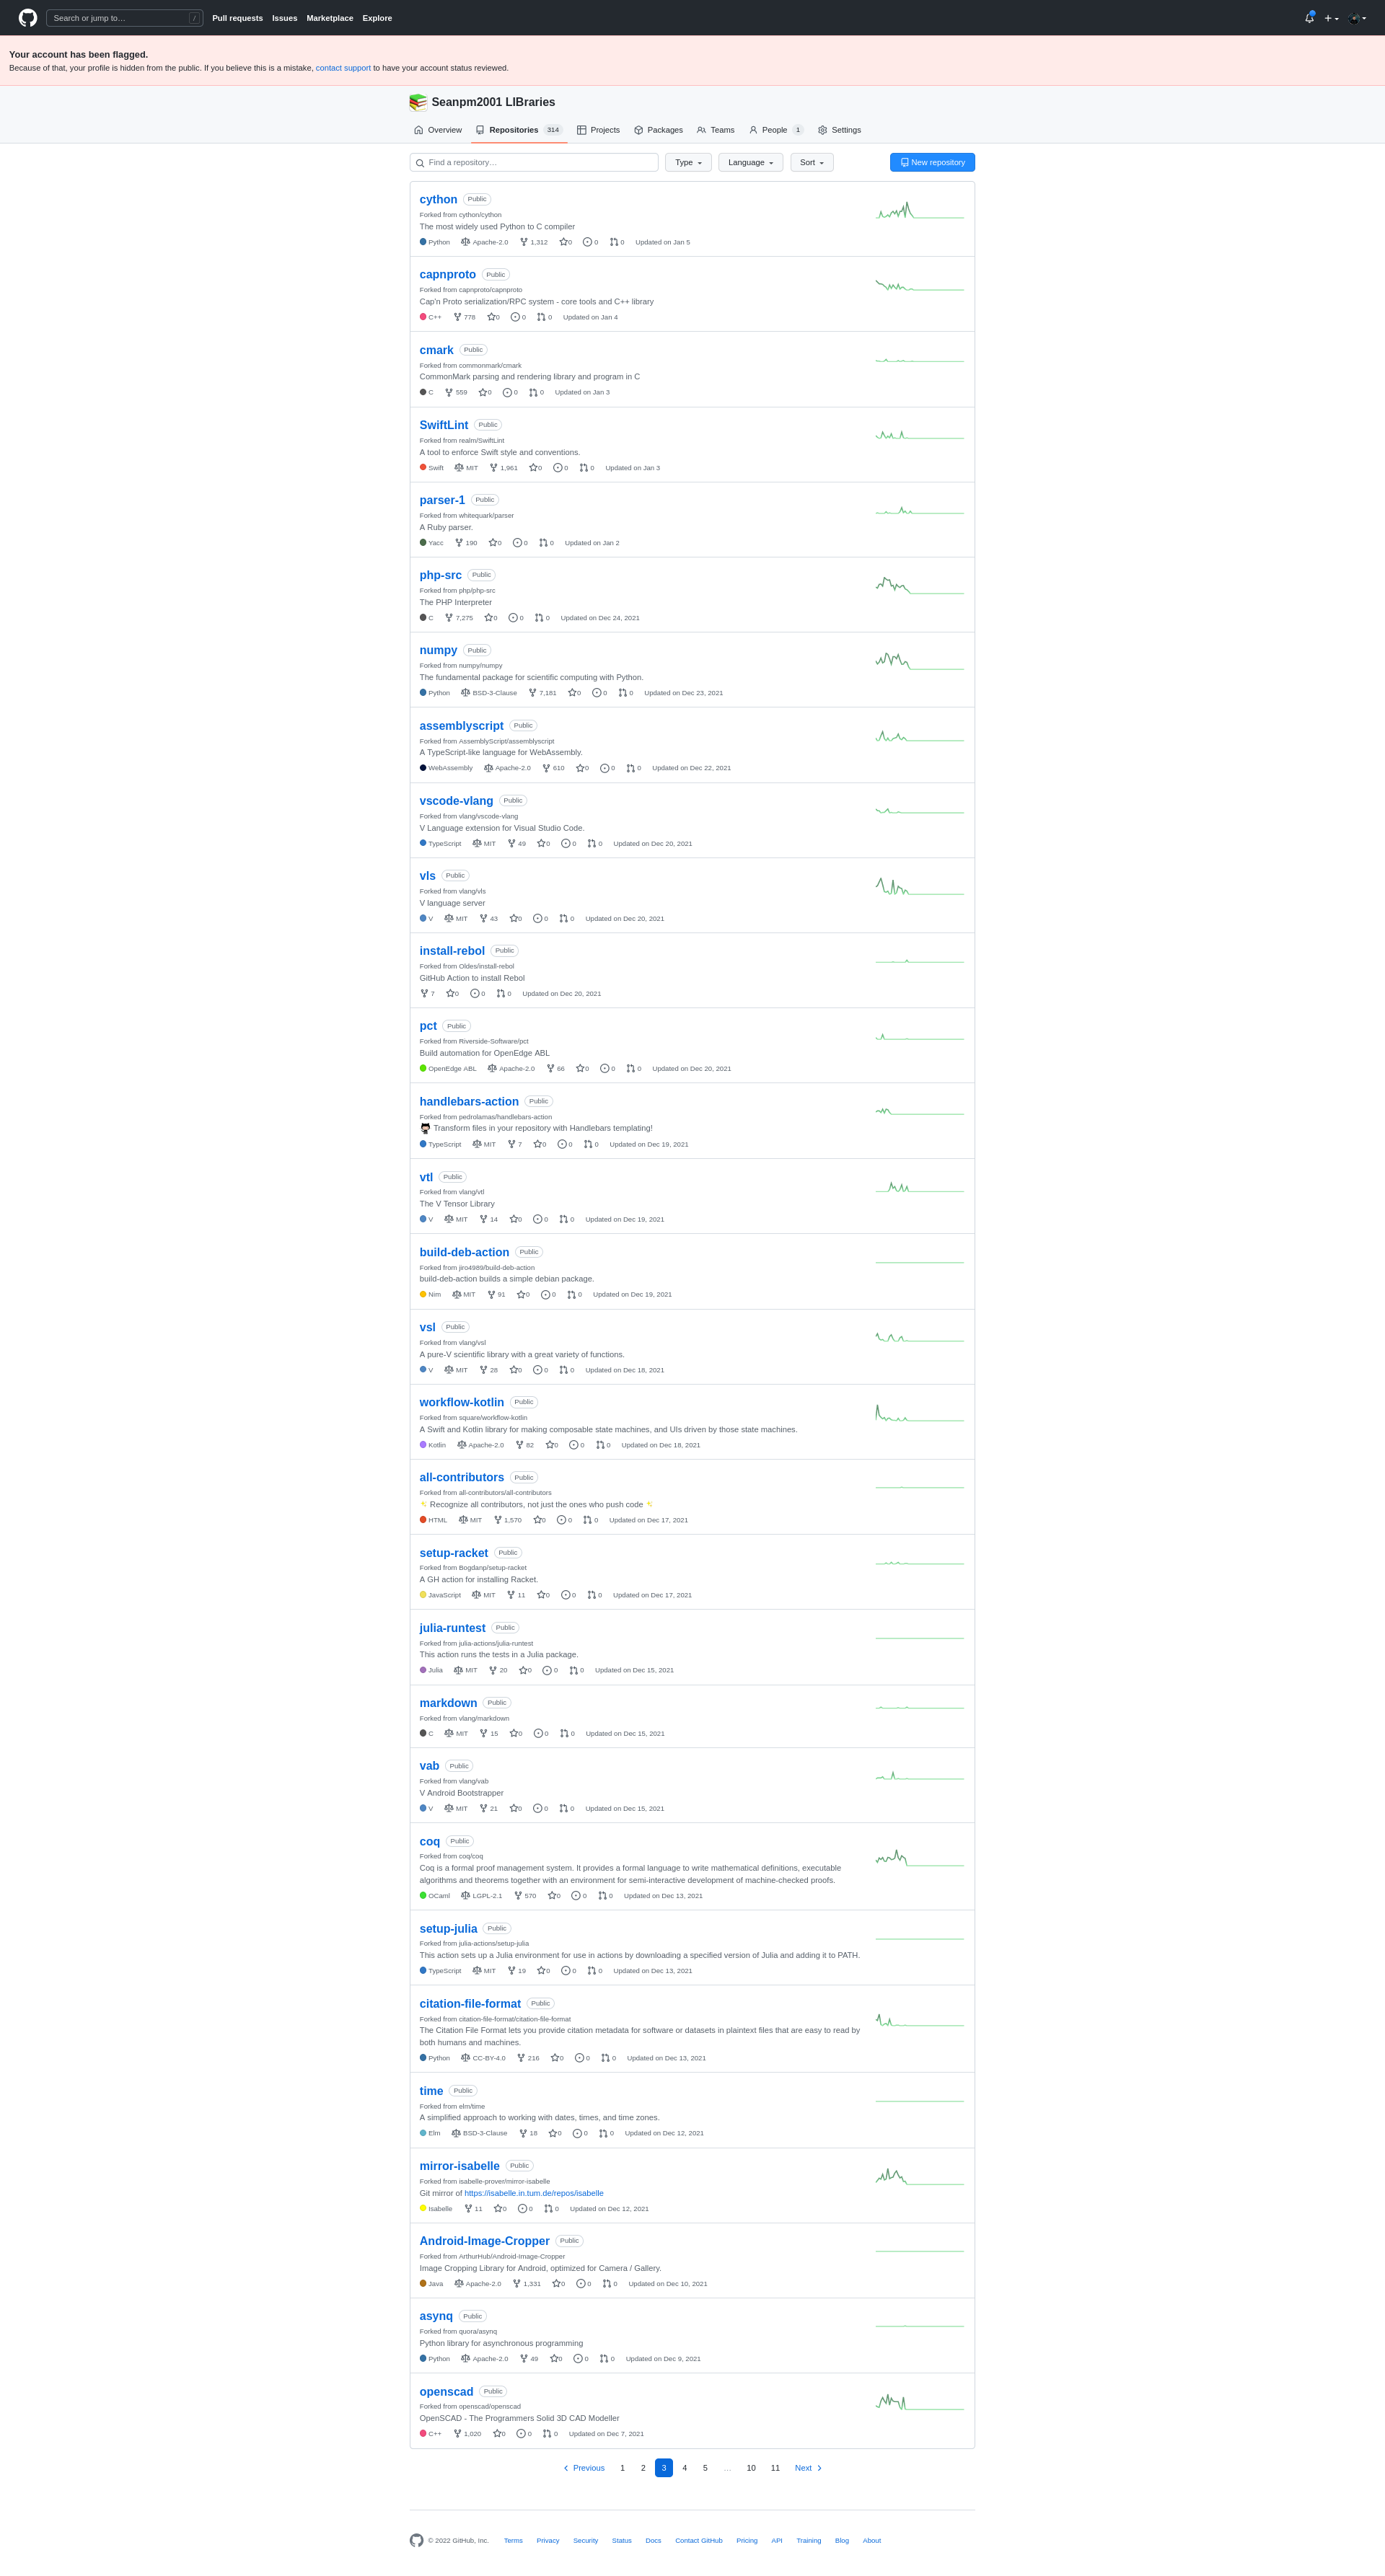 Search or jump to… /
Pull requests Issues Marketplace Explore
Your account has been flagged.
Because of that, your profile is hidden from the public. If you believe this is a mistake, contact support to have your account status reviewed.
Seanpm2001 LIBraries
Overview Repositories 314 Projects Packages Teams People 1 Settings
Find a repository… Type Language Sort New repository
cython Public
Forked from cython/cython
The most widely used Python to C compiler
Python Apache-2.0 1,312 0 0 0 Updated on Jan 5
capnproto Public
Forked from capnproto/capnproto
Cap'n Proto serialization/RPC system - core tools and C++ library
C++ 778 0 0 0 Updated on Jan 4
cmark Public
Forked from commonmark/cmark
CommonMark parsing and rendering library and program in C
C 559 0 0 0 Updated on Jan 3
SwiftLint Public
Forked from realm/SwiftLint
A tool to enforce Swift style and conventions.
Swift MIT 1,961 0 0 0 Updated on Jan 3
parser-1 Public
Forked from whitequark/parser
A Ruby parser.
Yacc 190 0 0 0 Updated on Jan 2
php-src Public
Forked from php/php-src
The PHP Interpreter
C 7,275 0 0 0 Updated on Dec 24, 2021
numpy Public
Forked from numpy/numpy
The fundamental package for scientific computing with Python.
Python BSD-3-Clause 7,181 0 0 0 Updated on Dec 23, 2021
assemblyscript Public
Forked from AssemblyScript/assemblyscript
A TypeScript-like language for WebAssembly.
WebAssembly Apache-2.0 610 0 0 0 Updated on Dec 22, 2021
vscode-vlang Public
Forked from vlang/vscode-vlang
V Language extension for Visual Studio Code.
TypeScript MIT 49 0 0 0 Updated on Dec 20, 2021
vls Public
Forked from vlang/vls
V language server
V MIT 43 0 0 0 Updated on Dec 20, 2021
install-rebol Public
Forked from Oldes/install-rebol
GitHub Action to install Rebol
7 0 0 0 Updated on Dec 20, 2021
pct Public
Forked from Riverside-Software/pct
Build automation for OpenEdge ABL
OpenEdge ABL Apache-2.0 66 0 0 0 Updated on Dec 20, 2021
handlebars-action Public
Forked from pedrolamas/handlebars-action
Transform files in your repository with Handlebars templating!
TypeScript MIT 7 0 0 0 Updated on Dec 19, 2021
vtl Public
Forked from vlang/vtl
The V Tensor Library
V MIT 14 0 0 0 Updated on Dec 19, 2021
build-deb-action Public
Forked from jiro4989/build-deb-action
build-deb-action builds a simple debian package.
Nim MIT 91 0 0 0 Updated on Dec 19, 2021
vsl Public
Forked from vlang/vsl
A pure-V scientific library with a great variety of functions.
V MIT 28 0 0 0 Updated on Dec 18, 2021
workflow-kotlin Public
Forked from square/workflow-kotlin
A Swift and Kotlin library for making composable state machines, and UIs driven by those state machines.
Kotlin Apache-2.0 82 0 0 0 Updated on Dec 18, 2021
all-contributors Public
Forked from all-contributors/all-contributors
✨ Recognize all contributors, not just the ones who push code ✨
HTML MIT 1,570 0 0 0 Updated on Dec 17, 2021
setup-racket Public
Forked from Bogdanp/setup-racket
A GH action for installing Racket.
JavaScript MIT 11 0 0 0 Updated on Dec 17, 2021
julia-runtest Public
Forked from julia-actions/julia-runtest
This action runs the tests in a Julia package.
Julia MIT 20 0 0 0 Updated on Dec 15, 2021
markdown Public
Forked from vlang/markdown
C MIT 15 0 0 0 Updated on Dec 15, 2021
vab Public
Forked from vlang/vab
V Android Bootstrapper
V MIT 21 0 0 0 Updated on Dec 15, 2021
coq Public
Forked from coq/coq
Coq is a formal proof management system. It provides a formal language to write mathematical definitions, executable
algorithms and theorems together with an environment for semi-interactive development of machine-checked proofs.
OCaml LGPL-2.1 570 0 0 0 Updated on Dec 13, 2021
setup-julia Public
Forked from julia-actions/setup-julia
This action sets up a Julia environment for use in actions by downloading a specified version of Julia and adding it to PATH.
TypeScript MIT 19 0 0 0 Updated on Dec 13, 2021
citation-file-format Public
Forked from citation-file-format/citation-file-format
The Citation File Format lets you provide citation metadata for software or datasets in plaintext files that are easy to read by
both humans and machines.
Python CC-BY-4.0 216 0 0 0 Updated on Dec 13, 2021
time Public
Forked from elm/time
A simplified approach to working with dates, times, and time zones.
Elm BSD-3-Clause 18 0 0 0 Updated on Dec 12, 2021
mirror-isabelle Public
Forked from isabelle-prover/mirror-isabelle
Git mirror of https://isabelle.in.tum.de/repos/isabelle
Isabelle 11 0 0 0 Updated on Dec 12, 2021
Android-Image-Cropper Public
Forked from ArthurHub/Android-Image-Cropper
Image Cropping Library for Android, optimized for Camera / Gallery.
Java Apache-2.0 1,331 0 0 0 Updated on Dec 10, 2021
asynq Public
Forked from quora/asynq
Python library for asynchronous programming
Python Apache-2.0 49 0 0 0 Updated on Dec 9, 2021
openscad Public
Forked from openscad/openscad
OpenSCAD - The Programmers Solid 3D CAD Modeller
C++ 1,020 0 0 0 Updated on Dec 7, 2021
Previous 1 2 3 4 5 … 10 11 Next
© 2022 GitHub, Inc. Terms Privacy Security Status Docs Contact GitHub Pricing API Training Blog About